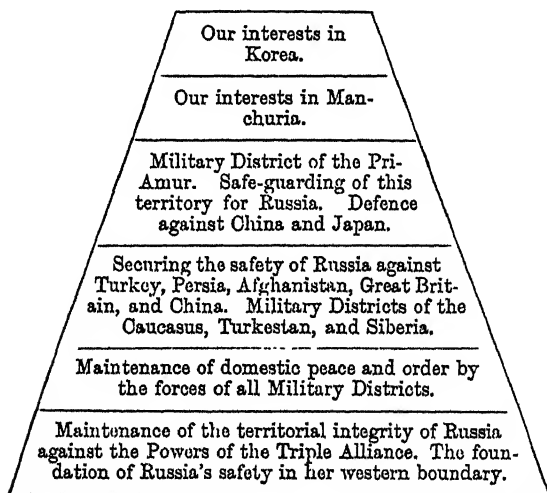 Our interests in
Korea.
Our interests in Man-
churia.
Military District of the Pri-
Amur. Safe-guarding of this
territory for Russia. Defence
against China and Japan.
Securing the safety of Russia against
Turkey, Persia, Afghanistan, Great Brit-
ain, and China. Military Districts of the
Caucasus, Turkestan, and Siberia.
Maintenance of domestic peace and order by
the forces of all Military Districts.
Maintenance of the territorial integrity of Russia
against the Powers of the Triple Alliance. The foun-
dation of Russia's safety in her western boundary.